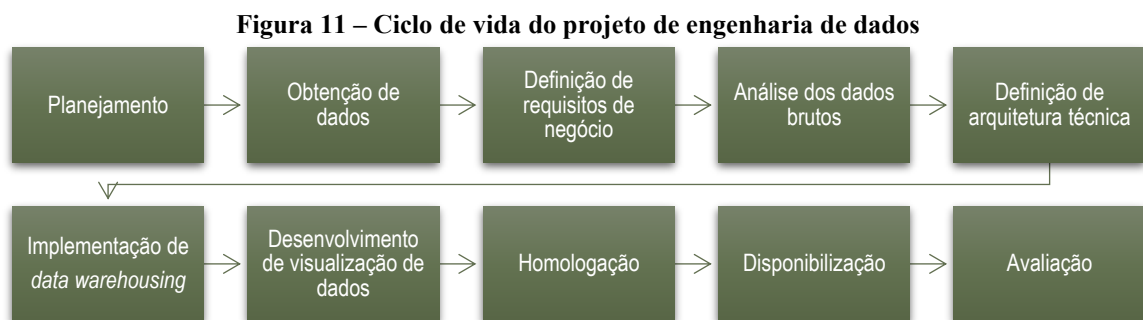 Figura 11 – Ciclo de vida do projeto de engenharia de dados
Planejamento
Obtenção de
dados
Definição de
requisitos de
negócio
Análise dos dados
brutos
Definição de
arquitetura técnica
Implementação de
data warehousing
Desenvolvimento
de visualização de
dados
Homologação
Disponibilização
Avaliação